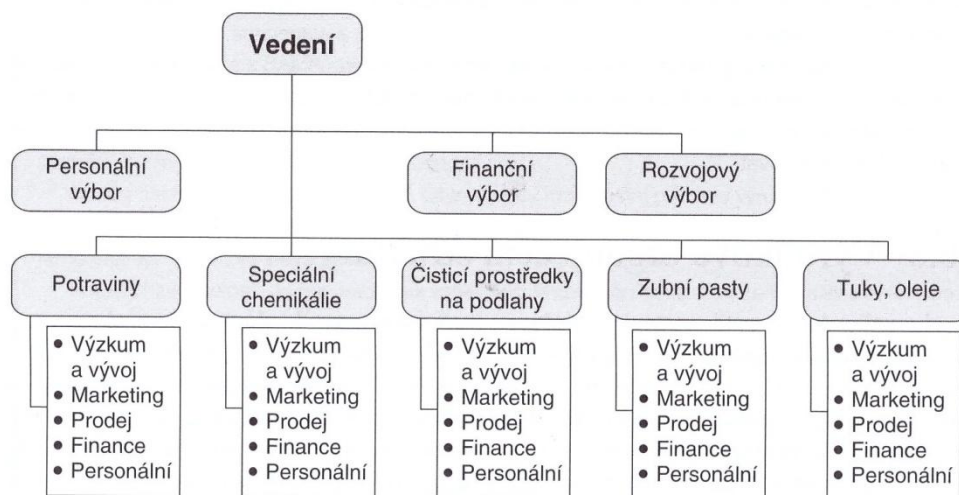 Vedení
Personální
výbor
Finanční
výbor
Rozvojový
výbor
Potraviny
Speciální
chemikálie
Čisticí prostředky
na podlahy
Zubní pasty
Tuky, oleje
• Výzkum
a vývoj
• Marketing
• Prodej
• Finance
• Personální
• Výzkum
a vývoj
• Marketing
• Prodej
• Finance
• Personální
• Výzkum
a vývoj
• Marketing
• Prodej
• Finance
• Personální
• Výzkum
a vývoj
• Marketing
• Prodej
• Finance
• Personální
• Výzkum
a vývoj
• Marketing
• Prodej
• Finance
• Personální